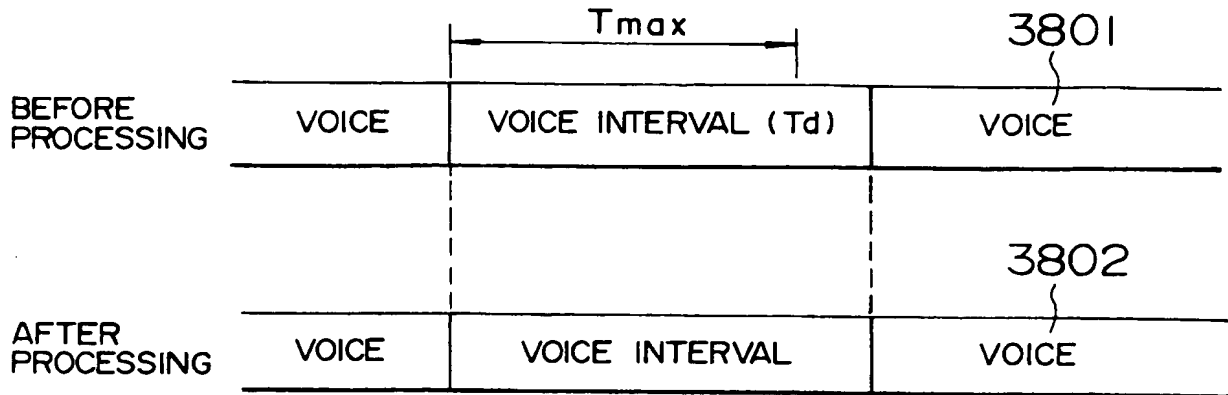 Tmax
3801
BEFORE
PROCESSING
VOICE
VOICE INTERVAL (Td)
VOICE
3802
AFTER
PROCESSING
VOICE
VOICE INTERVAL
VOICE